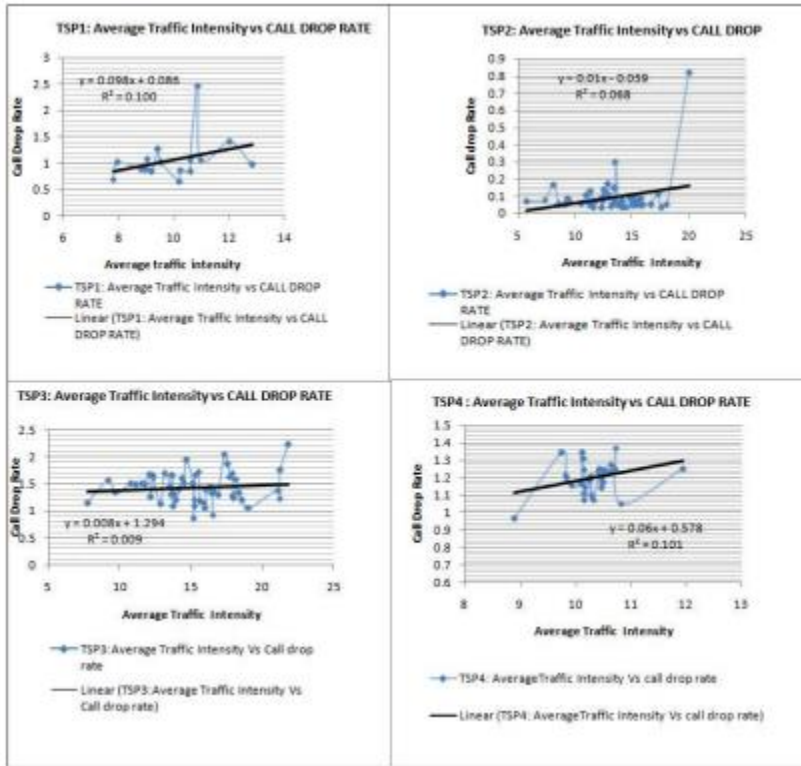 TSP1: Average Traffic Intensity vs CALL DROP RATE
Call Drop Rate
3
2.5
2
1.5
1
0.5
0
y = 0.098x + 0.086
R² = 0.100
6 8 10 12 14
Average traffic intensity
TSP1: Average Traffic Intensity vs CALL DROP
RATE
Linear (TSP1: Average Traffic Intensity vs CALL
DROP RATE)
TSP2: Average Traffic Intensity vs CALL DROP
Call drop Rate
0.9
0.8
0.7
0.6
0.5
0.4
0.3
0.2
0.1
0
y = 0.01x - 0.039
R² = 0.068
5 10 15 20 25
Average Traffic Intensity
TSP2: Average Traffic Intensity vs CALL DROP
RATE
Linear (TSP2: Average Traffic Intensity vs CALL
DROP RATE)
TSP3: Average Traffic Intensity vs CALL DROP RATE
Call Drop Rate
2.5
2
1.5
1
0.5
0
y = 0.008x + 1.294
R² = 0.009
5 10 15 20 25
Average Traffic Intensity
TSP3:Average Traffic Intensity Vs Call drop
rate
Linear (TSP3:Average Traffic Intensity Vs
Call drop rate)
TSP4 : Average Traffic Intensity vs CALL DROP RATE
Call Drop Rate
1.5
1.4
1.3
1.2
1.1
1
0.9
0.8
0.7
0.6
y = 0.06x + 0.578
R² = 0.101
8 9 10 11 12 13
Average Traffic Intensity
TSP4: AverageTraffic Intensity Vs call drop rate
Linear (TSP4: AverageTraffic Intensity Vs call drop rate)